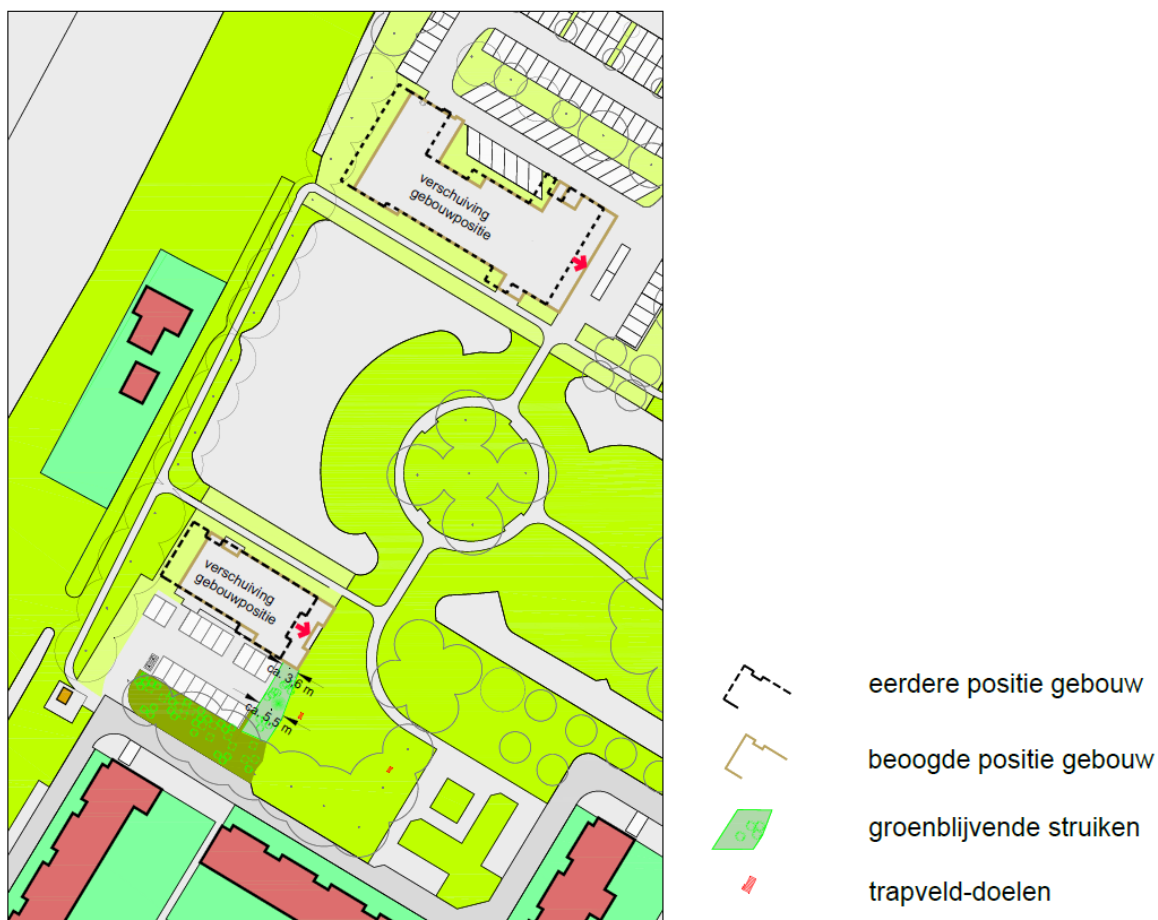 verschuiving
gebouwpositie
verschuiving
gebouwpositie
ca. 3,6 m
ca. 5,5 m
eerdere positie gebouw
beoogde positie gebouw
groenblijvende struiken
trapveld-doelen